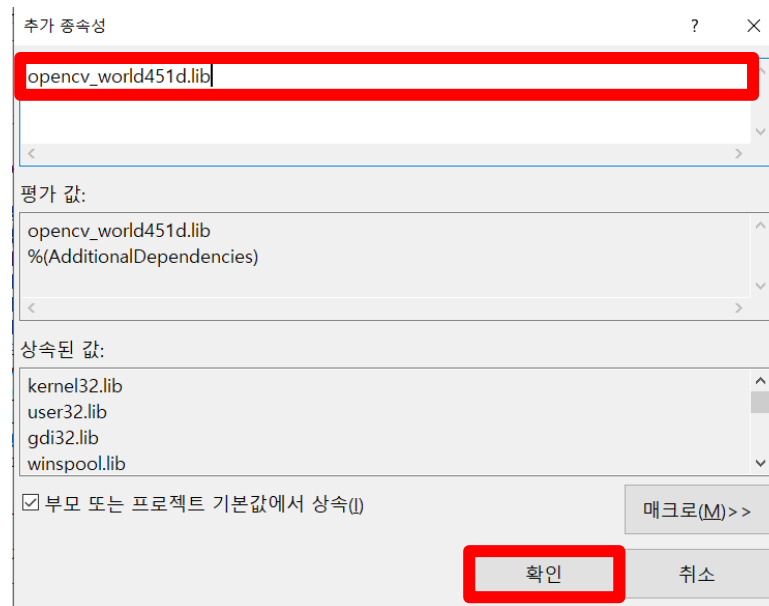 추가 종속성
opencv_world451d.lib
평가 값:
opencv_world451d.lib
%(AdditionalDependencies)
상속된 값:
kernel32.lib
user32.lib
gdi32.lib
winspool.lib
부모 또는 프로젝트 기본값에서 상속(I)
매크로(M)>>
확인
취소